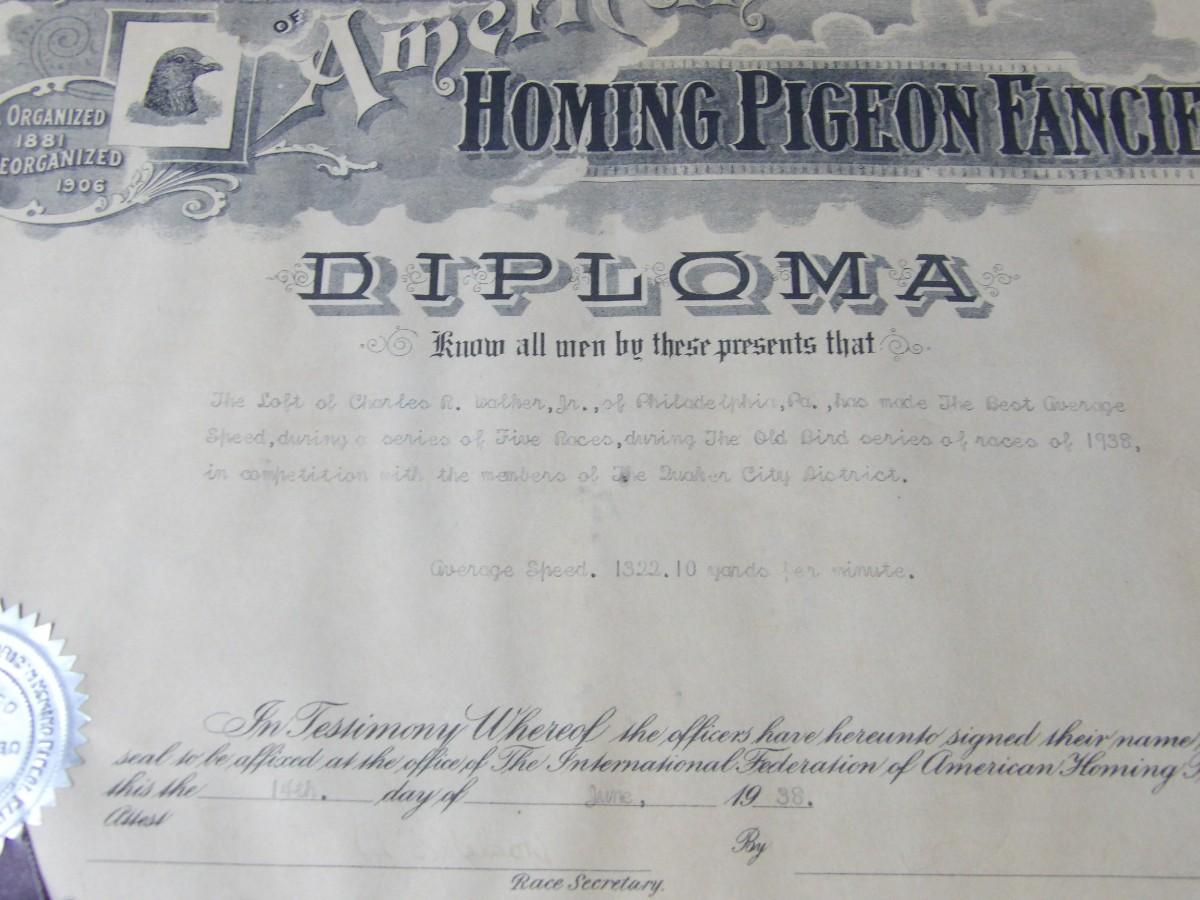 OF
American
HOMING PIGEON FANCIE
ORGANIZED
1881
EORGANIZED
1906
DIPLOMA
Know all men by these presents that
The Loft of Charles R. Walker, Jr., of Philadelphia, Pa., has made The Best Average
Speed, during a series of Five Races, during The Old Bird series of races of 1938,
in competition with the members of The Quaker City District.
Average Speed. 1322.10 yards per minute.
In Testimony Whereof the officers have hereunto signed their name
seal to be affixed at the office of The International Federation of American Homing
this the 14th. day of June, 1938.
Attest
By
Race Secretary.